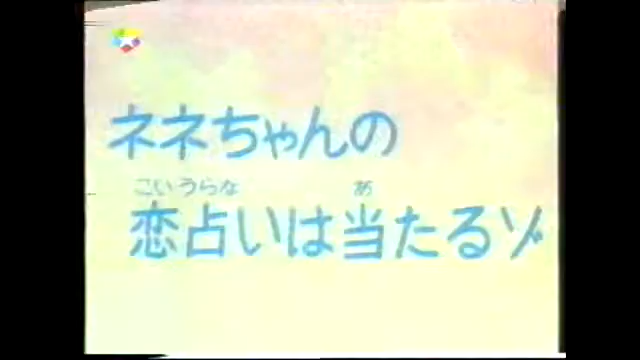 ネネちゃんの
こいうらな あ
恋占いは当たるゾ